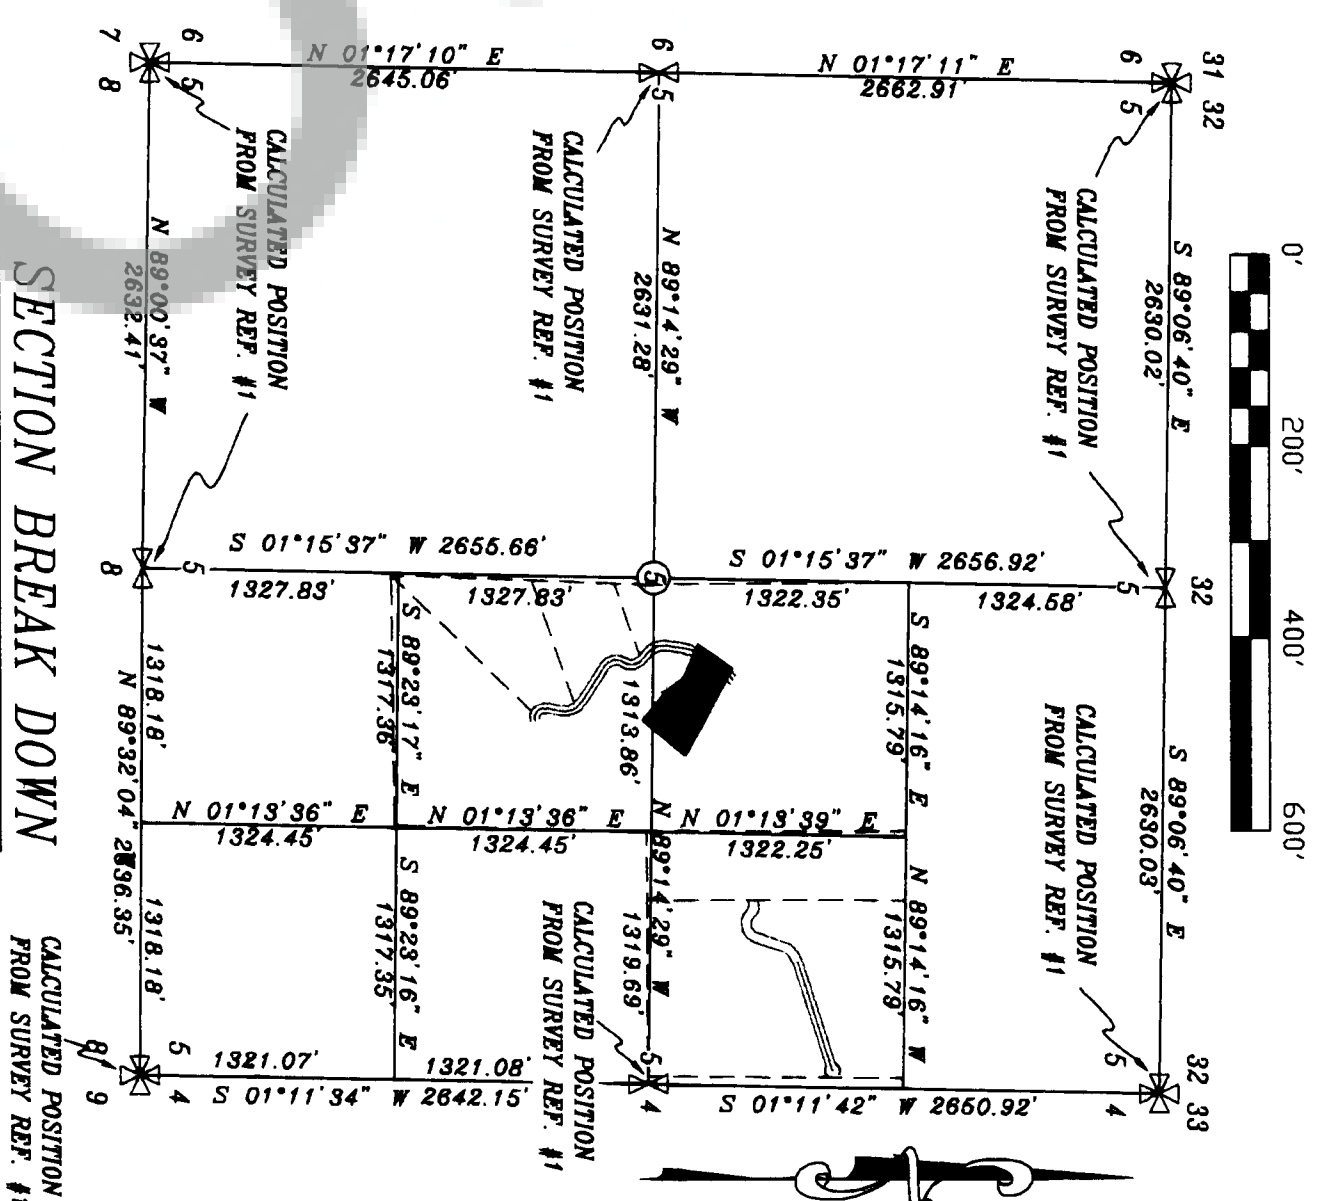 7
8
6
5
N 01°17'10" E
2645.06'
6
5
N 01°17'11" E
2662.91'
6
5
31
32
CALCULATED POSITION
FROM SURVEY REF. #1
CALCULATED POSITION
FROM SURVEY REF. #1
CALCULATED POSITION
FROM SURVEY REF. #1
0'
200'
400'
600'
N 89°00'37" W
2632.41'
N 89°14'29" W
2631.28'
S 89°06'40" E
2630.02'
8
5
S 01°15'37" W 2655.66'
1327.83'
1327.83'
5
S 01°15'37" W 2656.92'
1322.35'
1324.58'
5
32
1318.18'
N 89°32'04" W
2636.35'
1318.18'
S 89°23'17" E
1317.36'
1313.86'
S 89°14'16" E
1315.79'
CALCULATED POSITION
FROM SURVEY REF. #1
S 89°06'40" E
2630.03'
N 01°13'36" E
1324.45'
N 01°13'36" E
1324.45'
N 01°13'39" E
1322.25'
S 89°23'16" E
1317.35'
N 89°14'29" W
1319.69'
N 89°14'16" W
1315.79'
CALCULATED POSITION
FROM SURVEY REF. #1
CALCULATED POSITION
FROM SURVEY REF. #1
8
9
5
4
1321.07'
1321.08'
S 01°11'34" W 2642.15'
5
4
S 01°11'42" W 2650.92'
5
4
32
33
SECTION BREAK DOWN